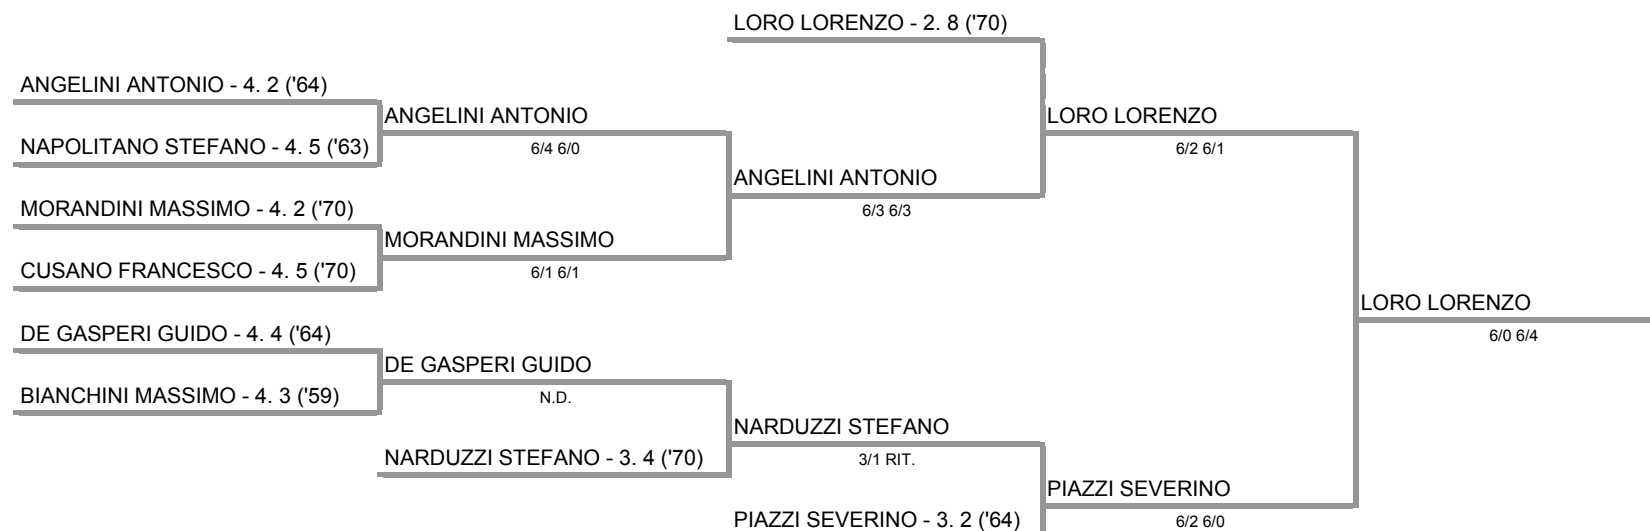 LORO LORENZO - 2. 8 ('70)
ANGELINI ANTONIO - 4. 2 ('64)
ANGELINI ANTONIO
LORO LORENZO
NAPOLITANO STEFANO - 4. 5 ('63)
6/4 6/0
6/2 6/1
ANGELINI ANTONIO
MORANDINI MASSIMO - 4. 2 ('70)
6/3 6/3
MORANDINI MASSIMO
CUSANO FRANCESCO - 4. 5 ('70)
6/1 6/1
LORO LORENZO
DE GASPERI GUIDO - 4. 4 ('64)
6/0 6/4
DE GASPERI GUIDO
BIANCHINI MASSIMO - 4. 3 ('59)
N.D.
NARDUZZI STEFANO
NARDUZZI STEFANO - 3. 4 ('70)
3/1 RIT.
PIAZZI SEVERINO
PIAZZI SEVERINO - 3. 2 ('64)
6/2 6/0